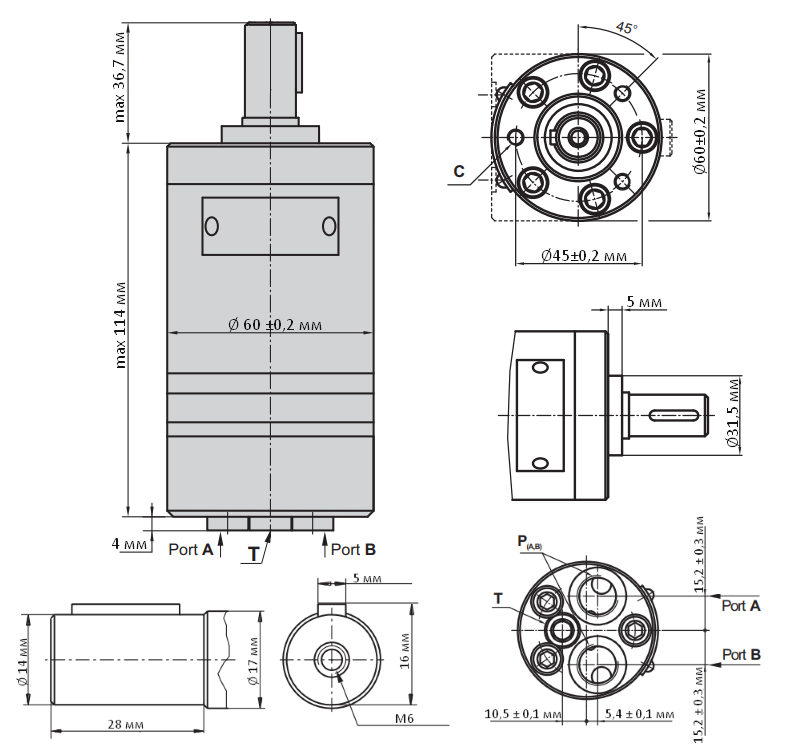 max 36,7 мм
max 114 мм
Ø 60 ±0,2 мм
4 мм
Port A
T
Port B
45°
C
Ø60±0,2 мм
Ø45±0,2 мм
5 мм
Ø31,5 мм
5 мм
Ø 14 мм
Ø 17 мм
28 мм
16 мм
M6
P(A,B)
T
15,2 ± 0,3 мм
Port A
Port B
15,2 ± 0,3 мм
10,5 ± 0,1 мм
5,4 ± 0,1 мм